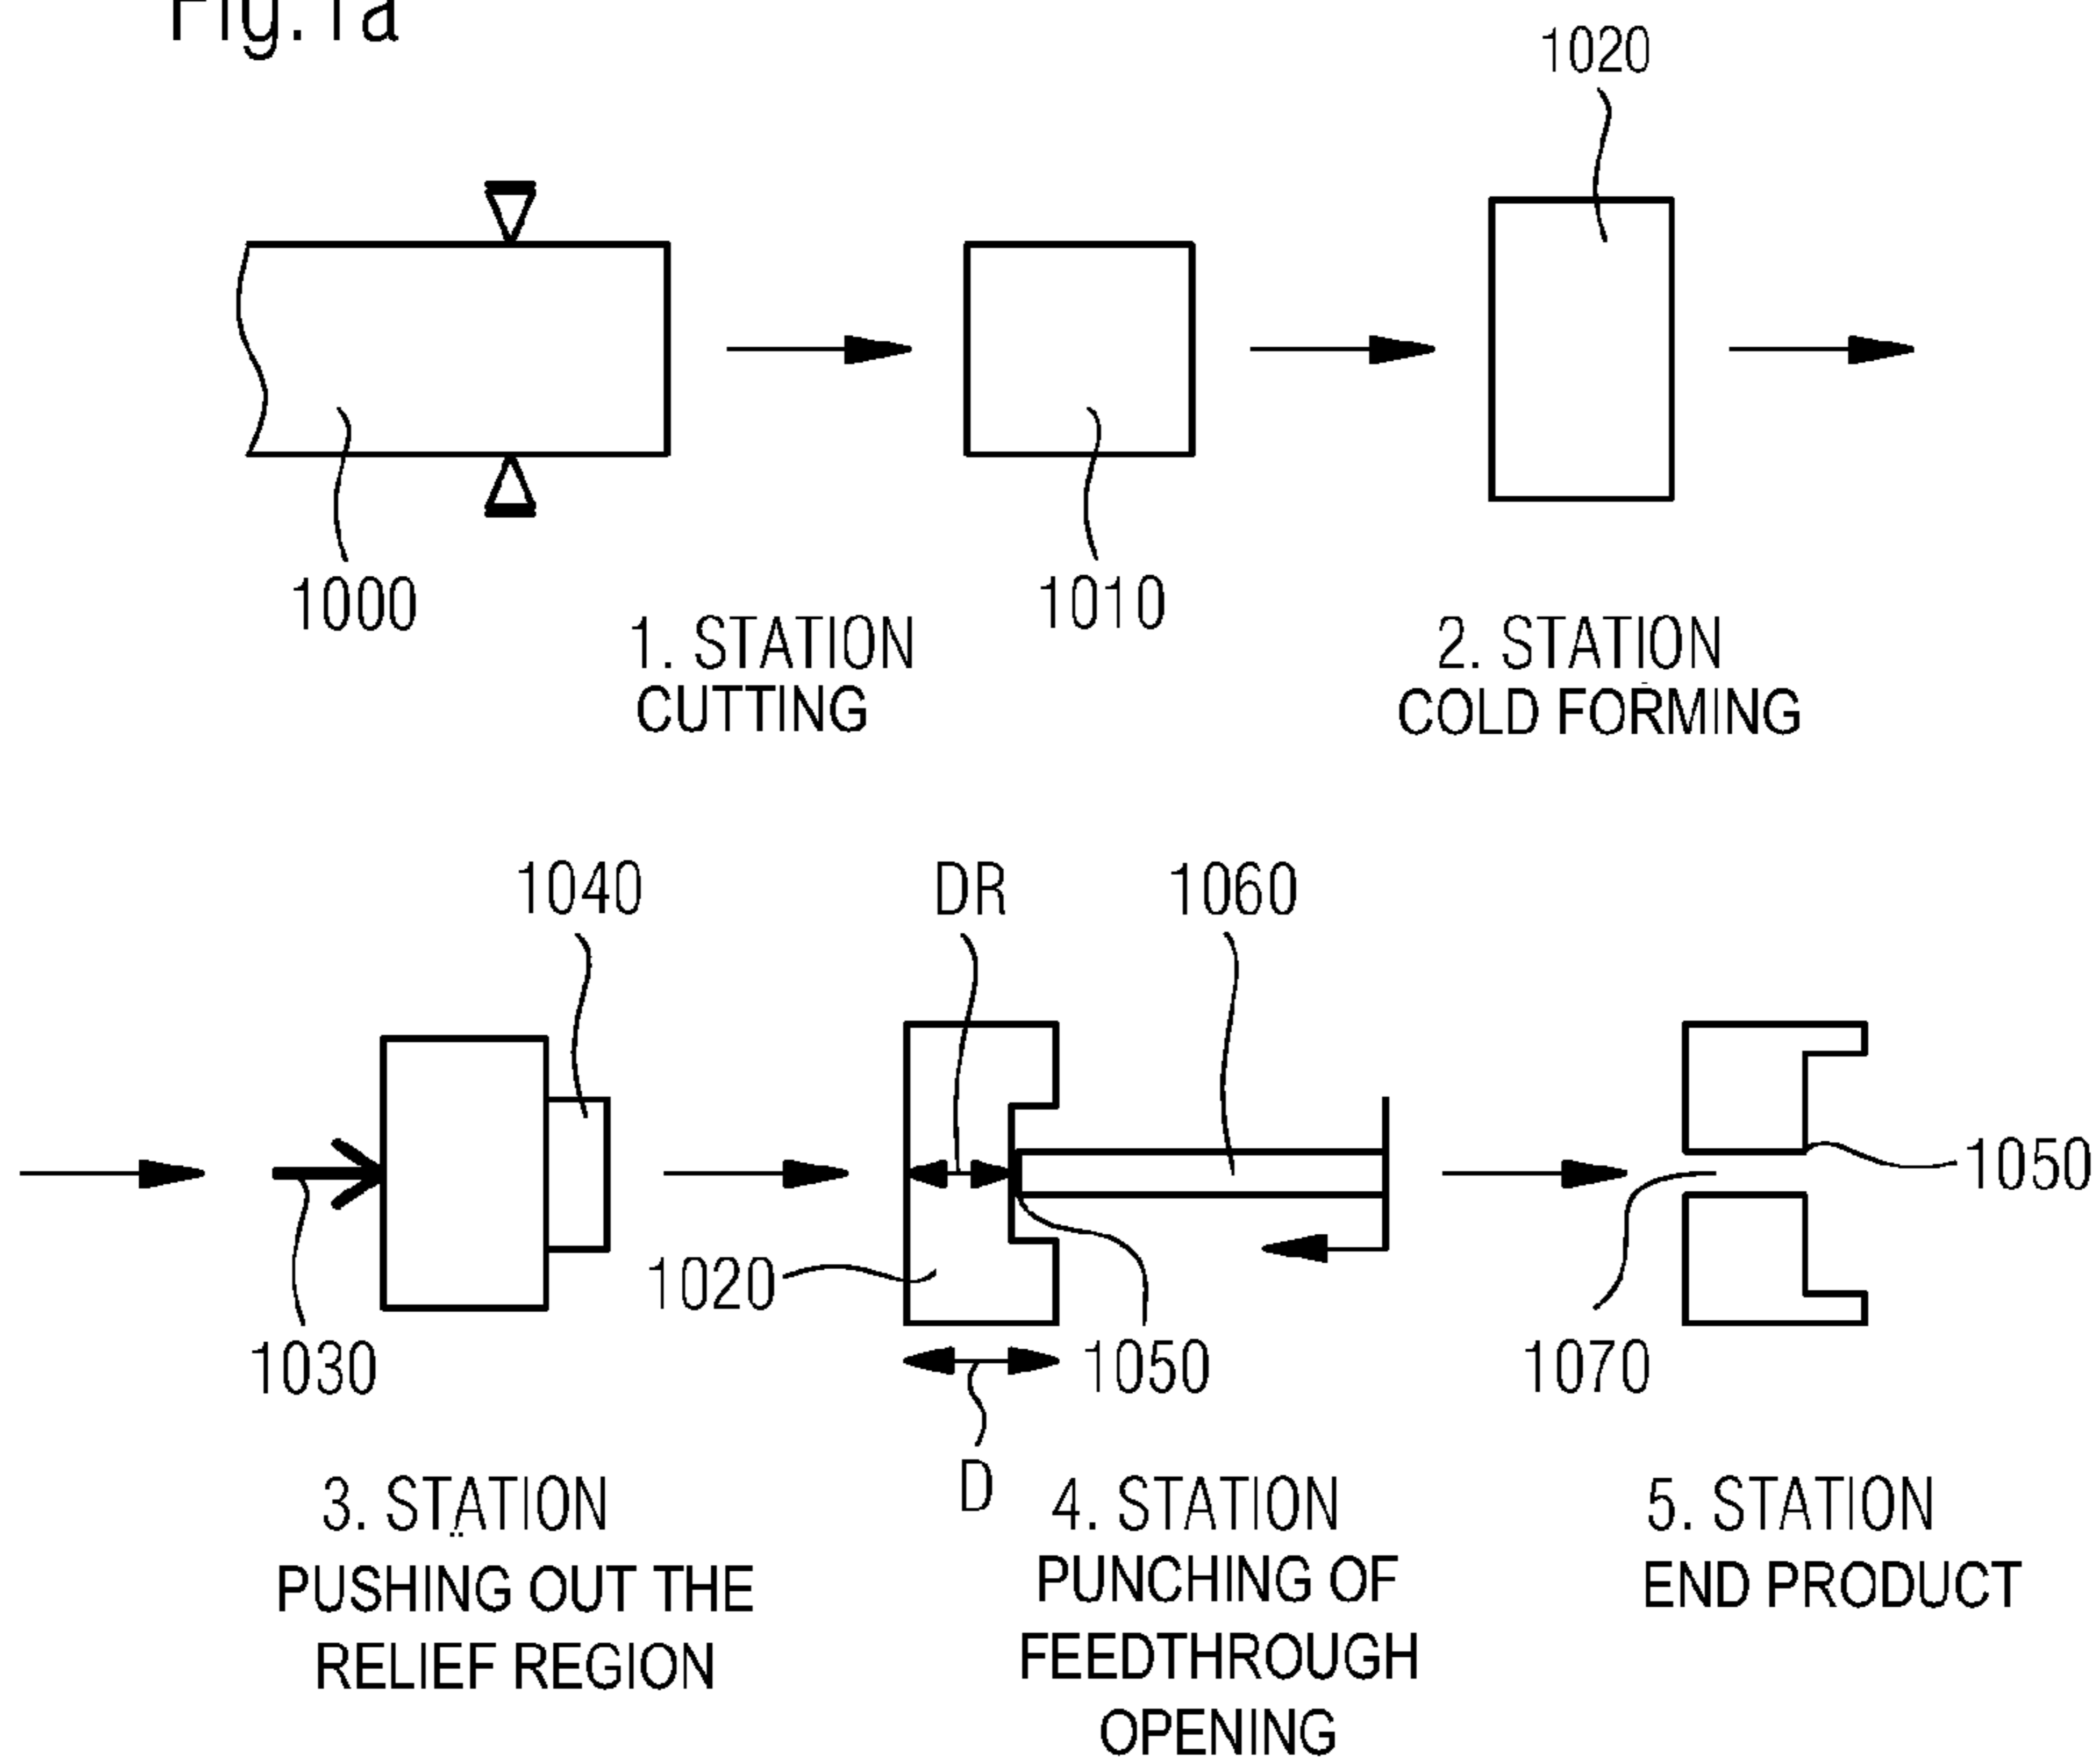 Fig.1a
1020
1000
1010
1. STATION
CUTTING
2. STATION
COLD FORMING
1040
DR
1060
1050
1020
1030
1050
1070
D
3. STATION
PUSHING OUT THE
RELIEF REGION
4. STATION
PUNCHING OF
FEEDTHROUGH
OPENING
5. STATION
END PRODUCT